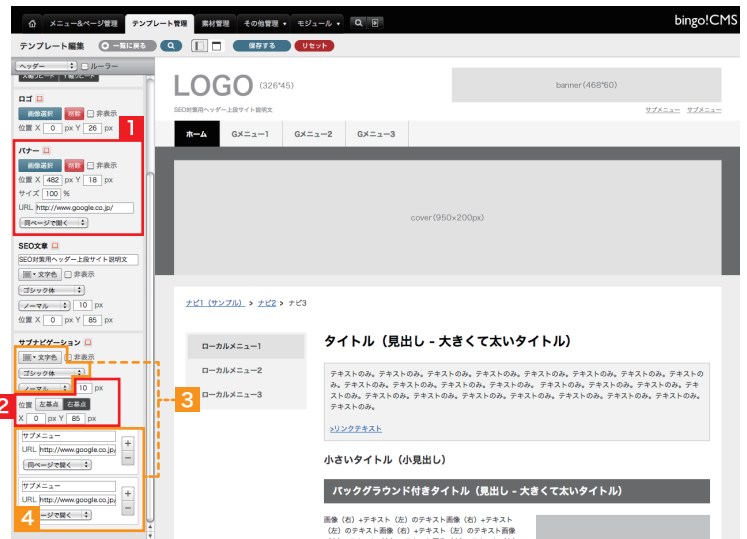 メニュー&ページ管理 テンプレート管理 素材管理 その他管理 モジュール
bingo!CMS
テンプレート編集 一覧に戻る 保存する リセット
ヘッダー ルーラー
ロゴ
画像選択 削除 非表示
位置 X 0 px Y 26 px
1
バナー
画像選択 削除 非表示
位置 X 482 px Y 18 px
サイズ 100 %
URL http://www.google.co.jp/
同ページで開く
SEO文章
SEO対策用ヘッダー上段サイト説明文
文字色 非表示
ゴシック体
ノーマル 10 px
位置 X 0 px Y 85 px
サブナビゲーション
文字色 非表示
ゴシック体
ノーマル 10 px
3
2
位置 左基点 右基点
X 0 px Y 85 px
サブメニュー
URL http://www.google.co.jp/
同ページで開く
サブメニュー
URL http://www.google.co.jp/
ページで開く
4
LOGO (326*45)
banner(468*60)
SEO対策用ヘッダー上段サイト説明文
サブメニュー サブメニュー
ホーム Gメニュー1 Gメニュー2 Gメニュー3
cover(950×200px)
ナビ1（サンプル） > ナビ2 > ナビ3
ローカルメニュー1
ローカルメニュー2
ローカルメニュー3
タイトル（見出し - 大きくて太いタイトル）
テキストのみ。テキストのみ。テキストのみ。テキストのみ。テキストのみ。テキストのみ。テキストのみ。テキストの
み。テキストのみ。テキストのみ。テキストのみ。テキストのみ。 テキストのみ。テキストのみ。テキストのみ。テキ
ストのみ。テキストのみ。テキストのみ。テキストのみ。テキストのみ。テキストのみ。テキストのみ。テキストのみ。
テキストのみ。
>リンクテキスト
小さいタイトル（小見出し）
バックグラウンド付きタイトル（見出し - 大きくて太いタイトル）
画像（右）+テキスト（左）のテキスト画像（右）+テキスト
（左）のテキスト画像（右）+テキスト（左）のテキスト画像